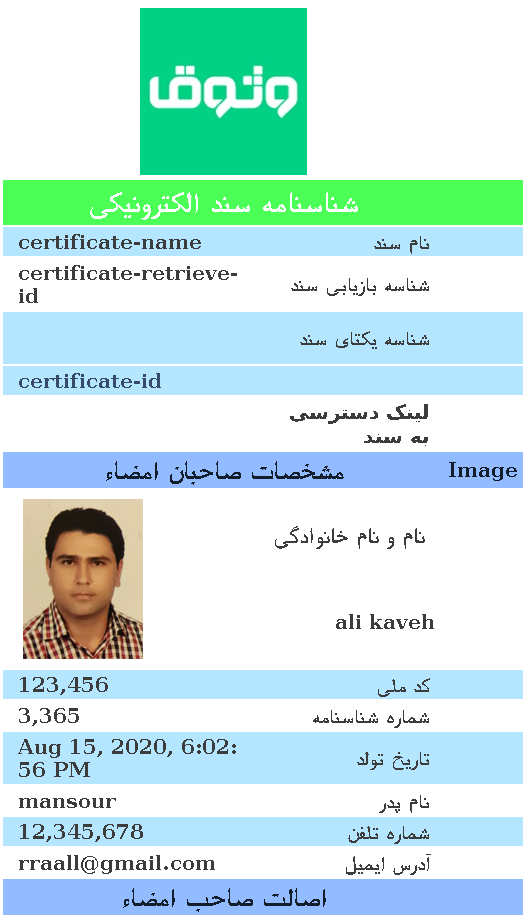 وثوق
شناسنامه سند الکترونیکی
نام سند certificate-name
شناسه بازیابی سند certificate-retrieve-
id
شناسه یکتای سند
certificate-id
لینک دسترسی
به سند
Image مشخصات صاحبان امضاء
نام و نام خانوادگی
ali kaveh
کد ملی 123,456
شماره شناسنامه 3,365
تاریخ تولد Aug 15, 2020, 6:02:
56 PM
نام پدر mansour
شماره تلفن 12,345,678
آدرس ایمیل rraall@gmail.com
اصالت صاحب امضاء